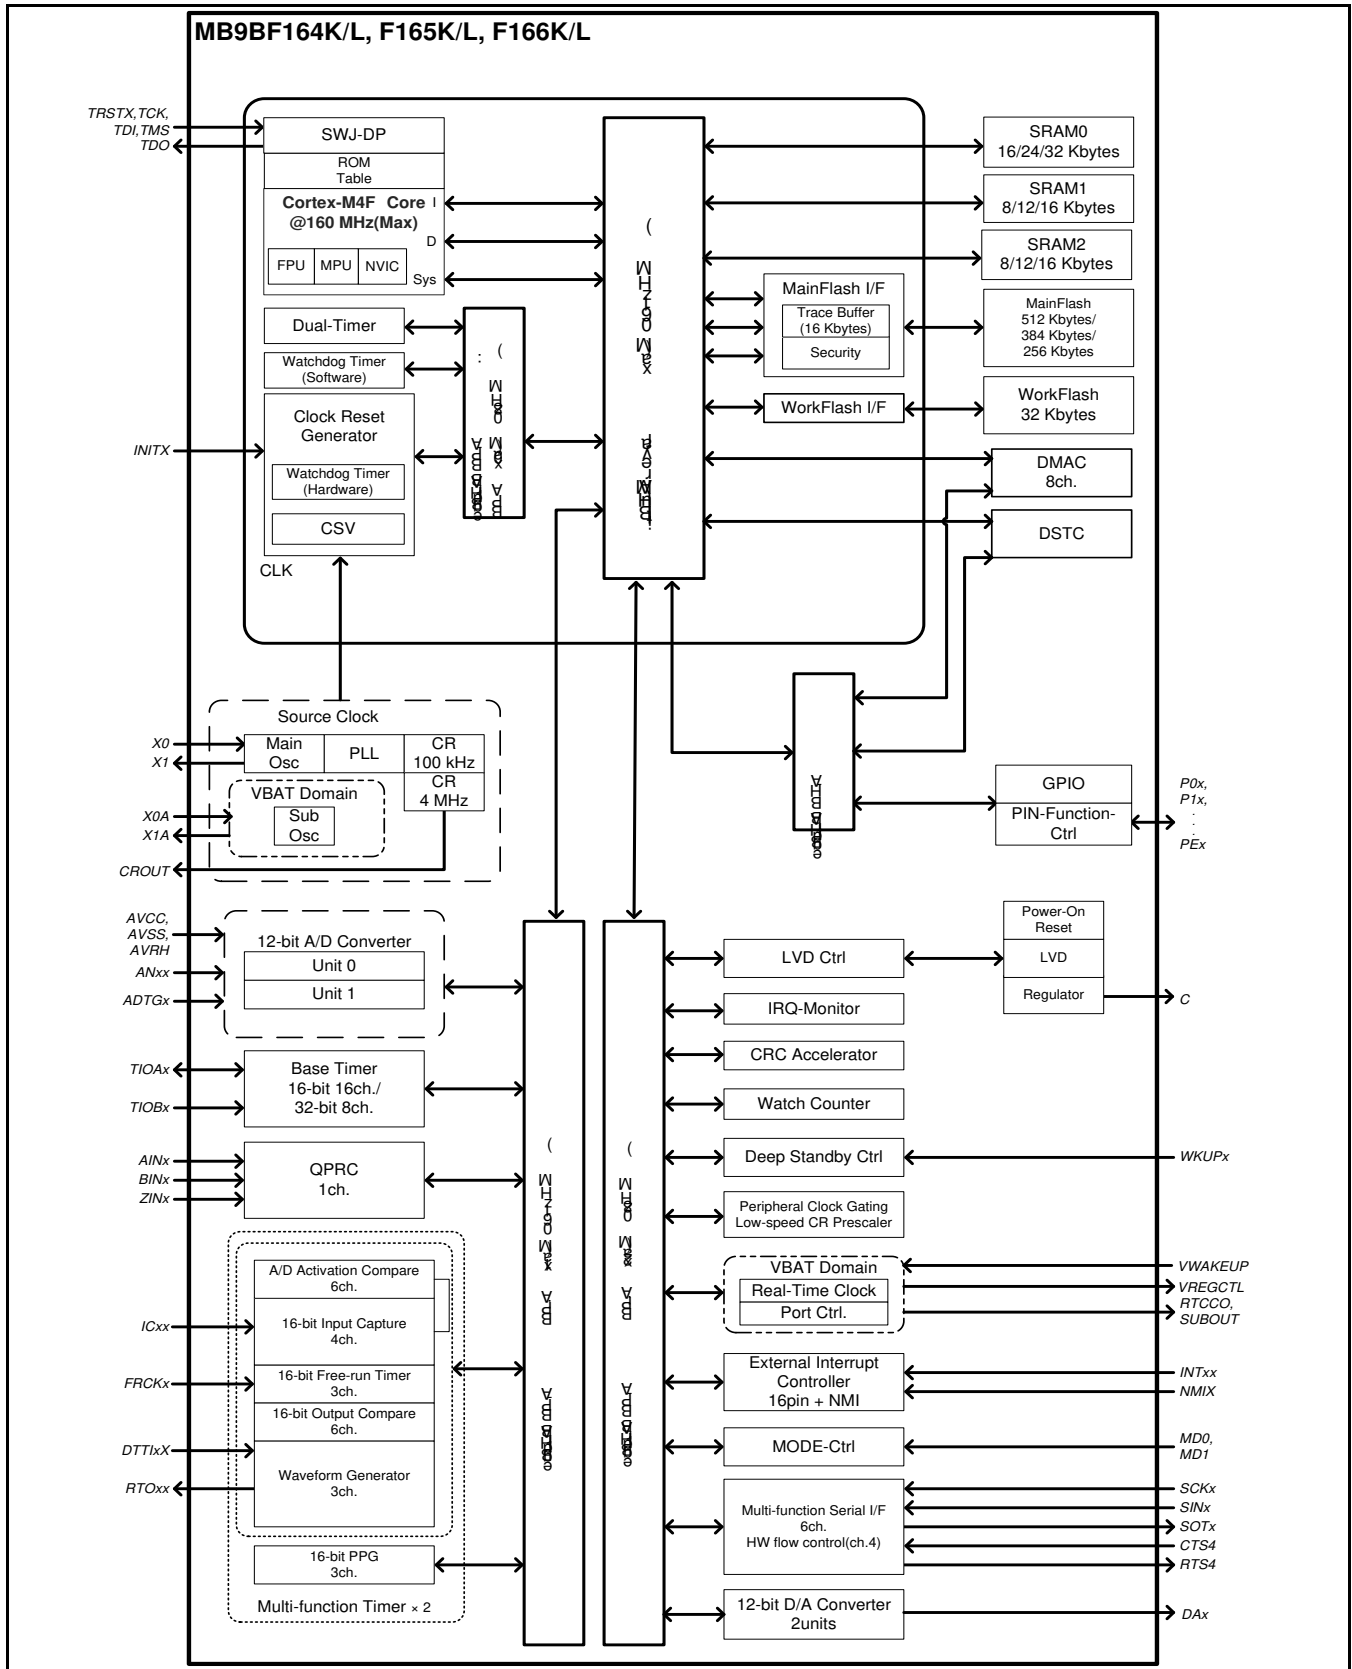 MB9BF164K/L, F165K/L, F166K/L
TRSTX,TCK,
TDI,TMS
TDO
SWJ-DP
ROM
Table
Cortex-M4F Core
@160 MHz(Max)
I
D
Sys
FPU
MPU
NVIC
Dual-Timer
Watchdog Timer
(Software)
Clock Reset
Generator
Watchdog Timer
(Hardware)
CSV
CLK
INITX
SRAM0
16/24/32 Kbytes
SRAM1
8/12/16 Kbytes
SRAM2
8/12/16 Kbytes
MainFlash I/F
Trace Buffer
(16 Kbytes)
Security
MainFlash
512 Kbytes/
384 Kbytes/
256 Kbytes
WorkFlash I/F
WorkFlash
32 Kbytes
DMAC
8ch.
DSTC
Source Clock
X0
X1
Main
Osc
PLL
CR
100 kHz
CR
4 MHz
VBAT Domain
Sub
Osc
X0A
X1A
CROUT
GPIO
PIN-Function-
Ctrl
P0x,
P1x,
.
.
PEx
AVCC,
AVSS,
AVRH
ANxx
ADTGx
12-bit A/D Converter
Unit 0
Unit 1
TIOAx
TIOBx
Base Timer
16-bit 16ch./
32-bit 8ch.
AINx
BINx
ZINx
QPRC
1ch.
A/D Activation Compare
6ch.
16-bit Input Capture
4ch.
16-bit Free-run Timer
3ch.
16-bit Output Compare
6ch.
Waveform Generator
3ch.
16-bit PPG
3ch.
Multi-function Timer × 2
ICxx
FRCKx
DTTIxX
RTOxx
LVD Ctrl
Power-On
Reset
LVD
Regulator
C
IRQ-Monitor
CRC Accelerator
Watch Counter
Deep Standby Ctrl
WKUPx
Peripheral Clock Gating
Low-speed CR Prescaler
VBAT Domain
Real-Time Clock
Port Ctrl.
VWAKEUP
VREGCTL
RTCCO,
SUBOUT
External Interrupt
Controller
16pin + NMI
INTxx
NMIX
MODE-Ctrl
MD0,
MD1
Multi-function Serial I/F
6ch.
HW flow control(ch.4)
SCKx
SINx
SOTx
CTS4
RTS4
12-bit D/A Converter
2units
DAx